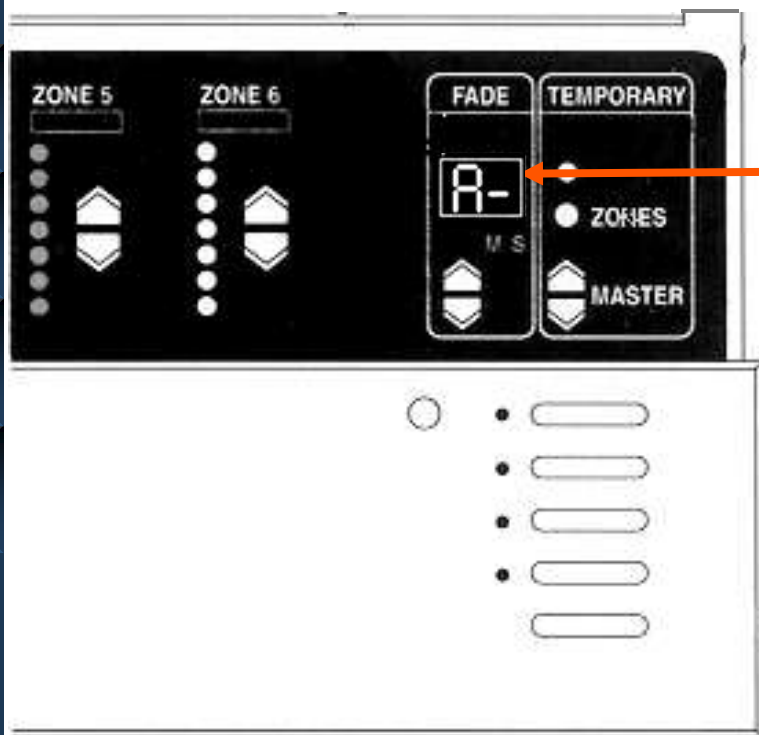 ZONE 5
ZONE 6
FADE
TEMPORARY
A-
ZONES
M S
MASTER